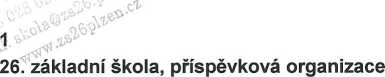 skola@zs26plzen.cz
www.zs26plzen.cz
1
26. základní škola, příspěvková organizace